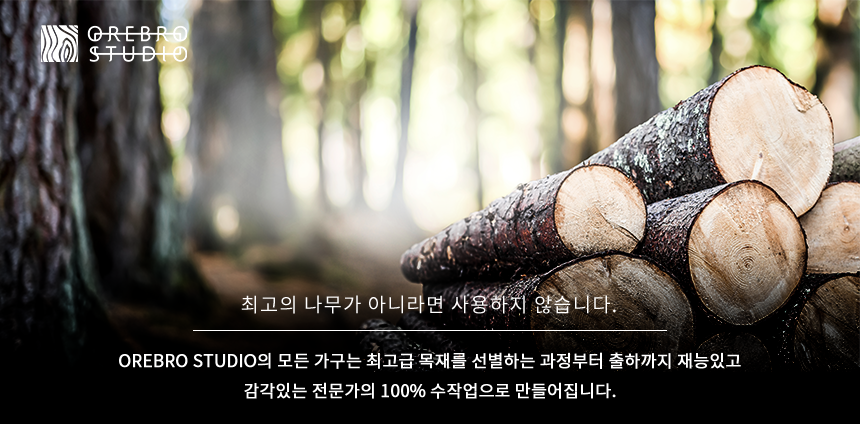 OREBRO
STUDIO
최고의 나무가 아니라면 사용하지 않습니다.
OREBRO STUDIO의 모든 가구는 최고급 목재를 선별하는 과정부터 출하까지 재능있고
감각있는 전문가의 100% 수작업으로 만들어집니다.